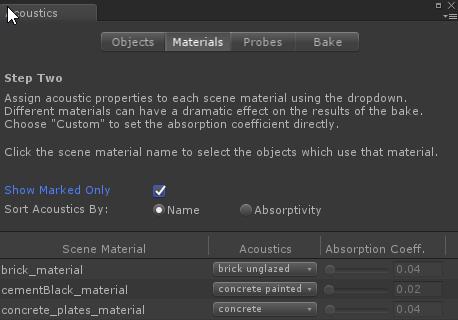 Acoustics
Objects Materials Probes Bake
Step Two
Assign acoustic properties to each scene material using the dropdown.
Different materials can have a dramatic effect on the results of the bake.
Choose "Custom" to set the absorption coefficient directly.
Click the scene material name to select the objects which use that material.
Show Marked Only
Sort Acoustics By: Name Absorptivity
Scene Material Acoustics Absorption Coeff.
brick_material brick unglazed 0.04
cementBlack_material concrete painted 0.02
concrete_plates_material concrete 0.04